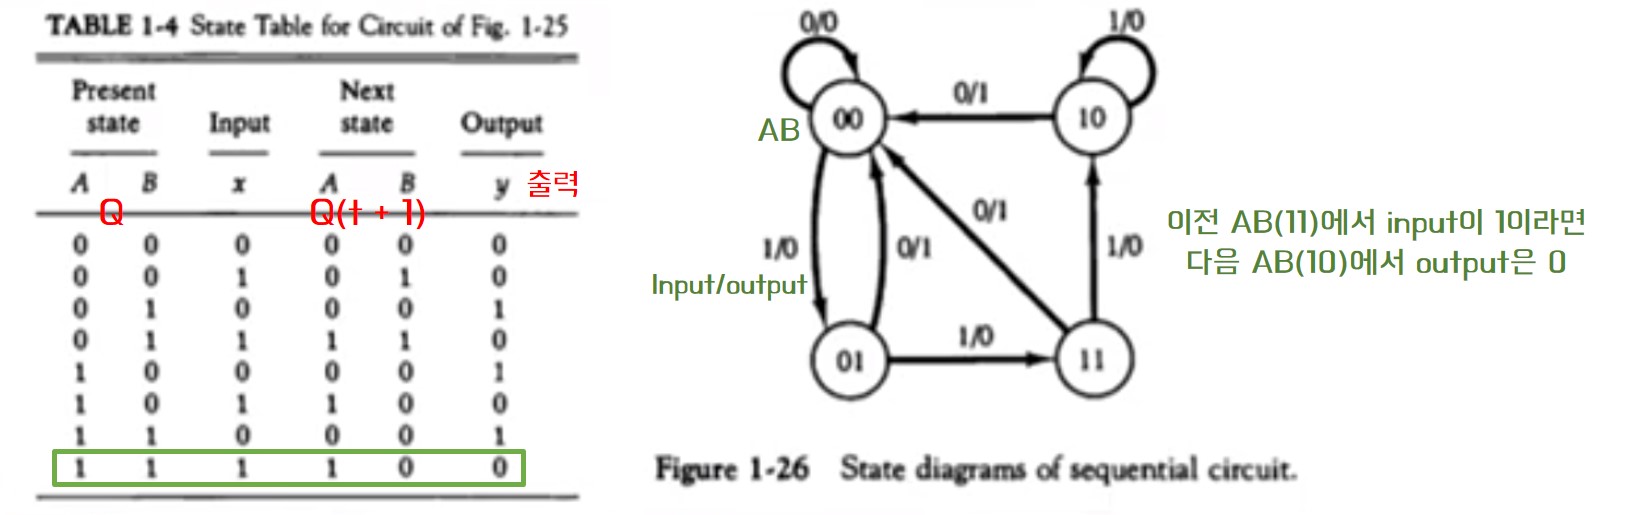 TABLE 1-4 State Table for Circuit of Fig. 1-25
Present state Input Next state Output
A B x A B y 출력
Q Q(t + 1)
0 0 0 0 0 0
0 0 1 0 1 0
0 1 0 0 0 1
0 1 1 1 1 0
1 0 0 0 0 1
1 0 1 1 0 0
1 1 0 0 0 1
1 1 1 1 0 0
0/0
1/0
AB
00
0/1
10
1/0
Input/output
0/1
0/1
1/0
01
1/0
11
이전 AB(11)에서 input이 1이라면
다음 AB(10)에서 output은 0
Figure 1-26 State diagrams of sequential circuit.